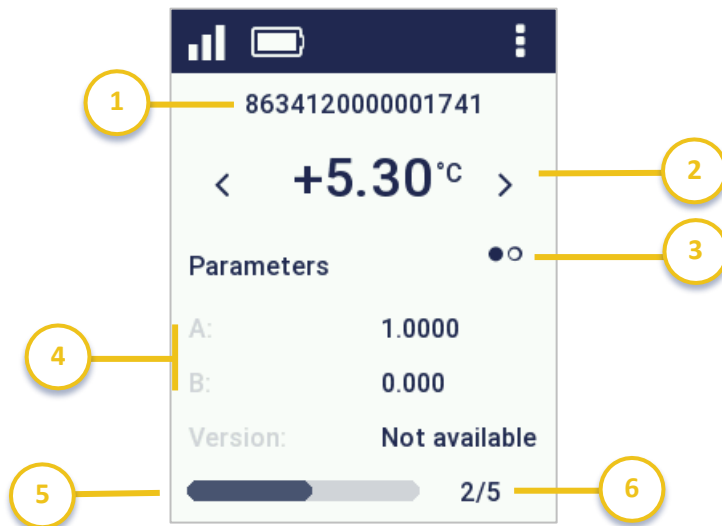 1
8634120000001741
< +5.30°C >
2
Parameters
3
A: 1.0000
4
B: 0.000
Version: Not available
5
2/5
6